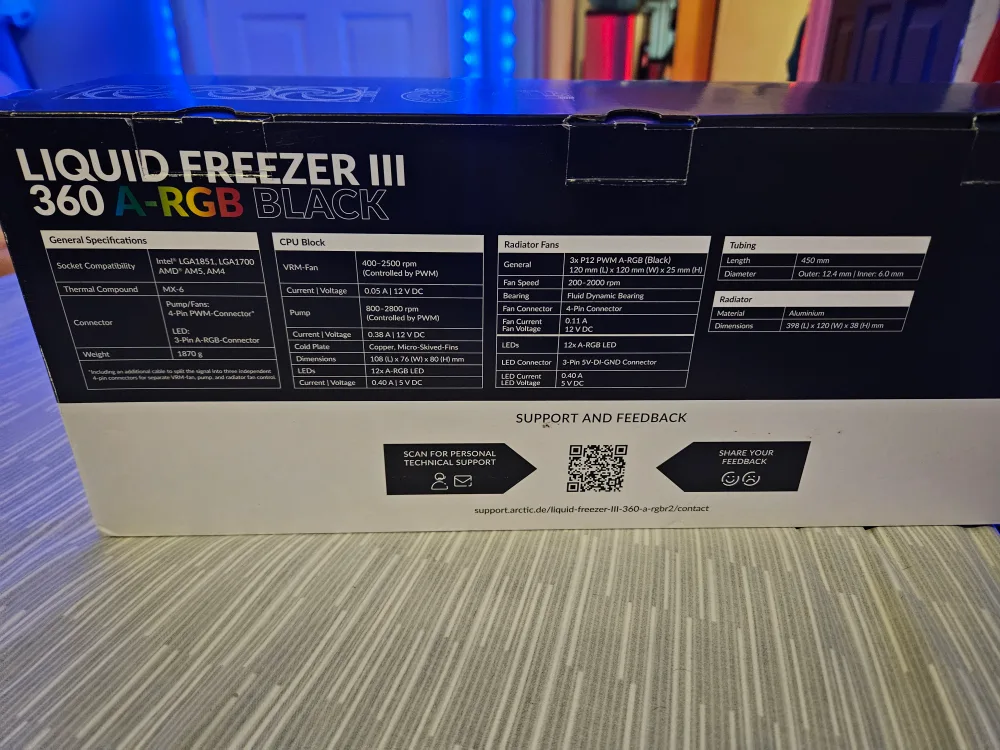 LIQUID FREEZER III
360 A-RGB BLACK
General Specifications
Socket Compatibility
Intel® LGA1851, LGA1700
AMD® AM5, AM4
Thermal Compound
MX-6
Connector
Pump/Fans:
4-Pin PWM-Connector*
LED:
3-Pin A-RGB-Connector
Weight
1870 g
*Including an additional cable to split the signal into three independent
4-pin connectors for separate VRM-fan, pump, and radiator fan control.
CPU Block
VRM-Fan
400–2500 rpm
(Controlled by PWM)
Current | Voltage
0.05 A | 12 V DC
Pump
800–2800 rpm
(Controlled by PWM)
Current | Voltage
0.38 A | 12 V DC
Cold Plate
Copper, Micro-Skived-Fins
Dimensions
108 (L) x 76 (W) x 80 (H) mm
LEDs
12x A-RGB LED
Current | Voltage
0.40 A | 5 V DC
Radiator Fans
General
3x P12 PWM A-RGB (Black)
120 mm (L) x 120 mm (W) x 25 mm (H)
Fan Speed
200–2000 rpm
Bearing
Fluid Dynamic Bearing
Fan Connector
4-Pin Connector
Fan Current
Fan Voltage
0.11 A
12 V DC
LEDs
12x A-RGB LED
LED Connector
3-Pin 5V-DI-GND Connector
LED Current
LED Voltage
0.40 A
5 V DC
Tubing
Length
450 mm
Diameter
Outer: 12.4 mm | Inner: 6.0 mm
Radiator
Material
Aluminium
Dimensions
398 (L) x 120 (W) x 38 (H) mm
SUPPORT AND FEEDBACK
SCAN FOR PERSONAL
TECHNICAL SUPPORT
SHARE YOUR
FEEDBACK
support.arctic.de/liquid-freezer-III-360-a-rgbr2/contact